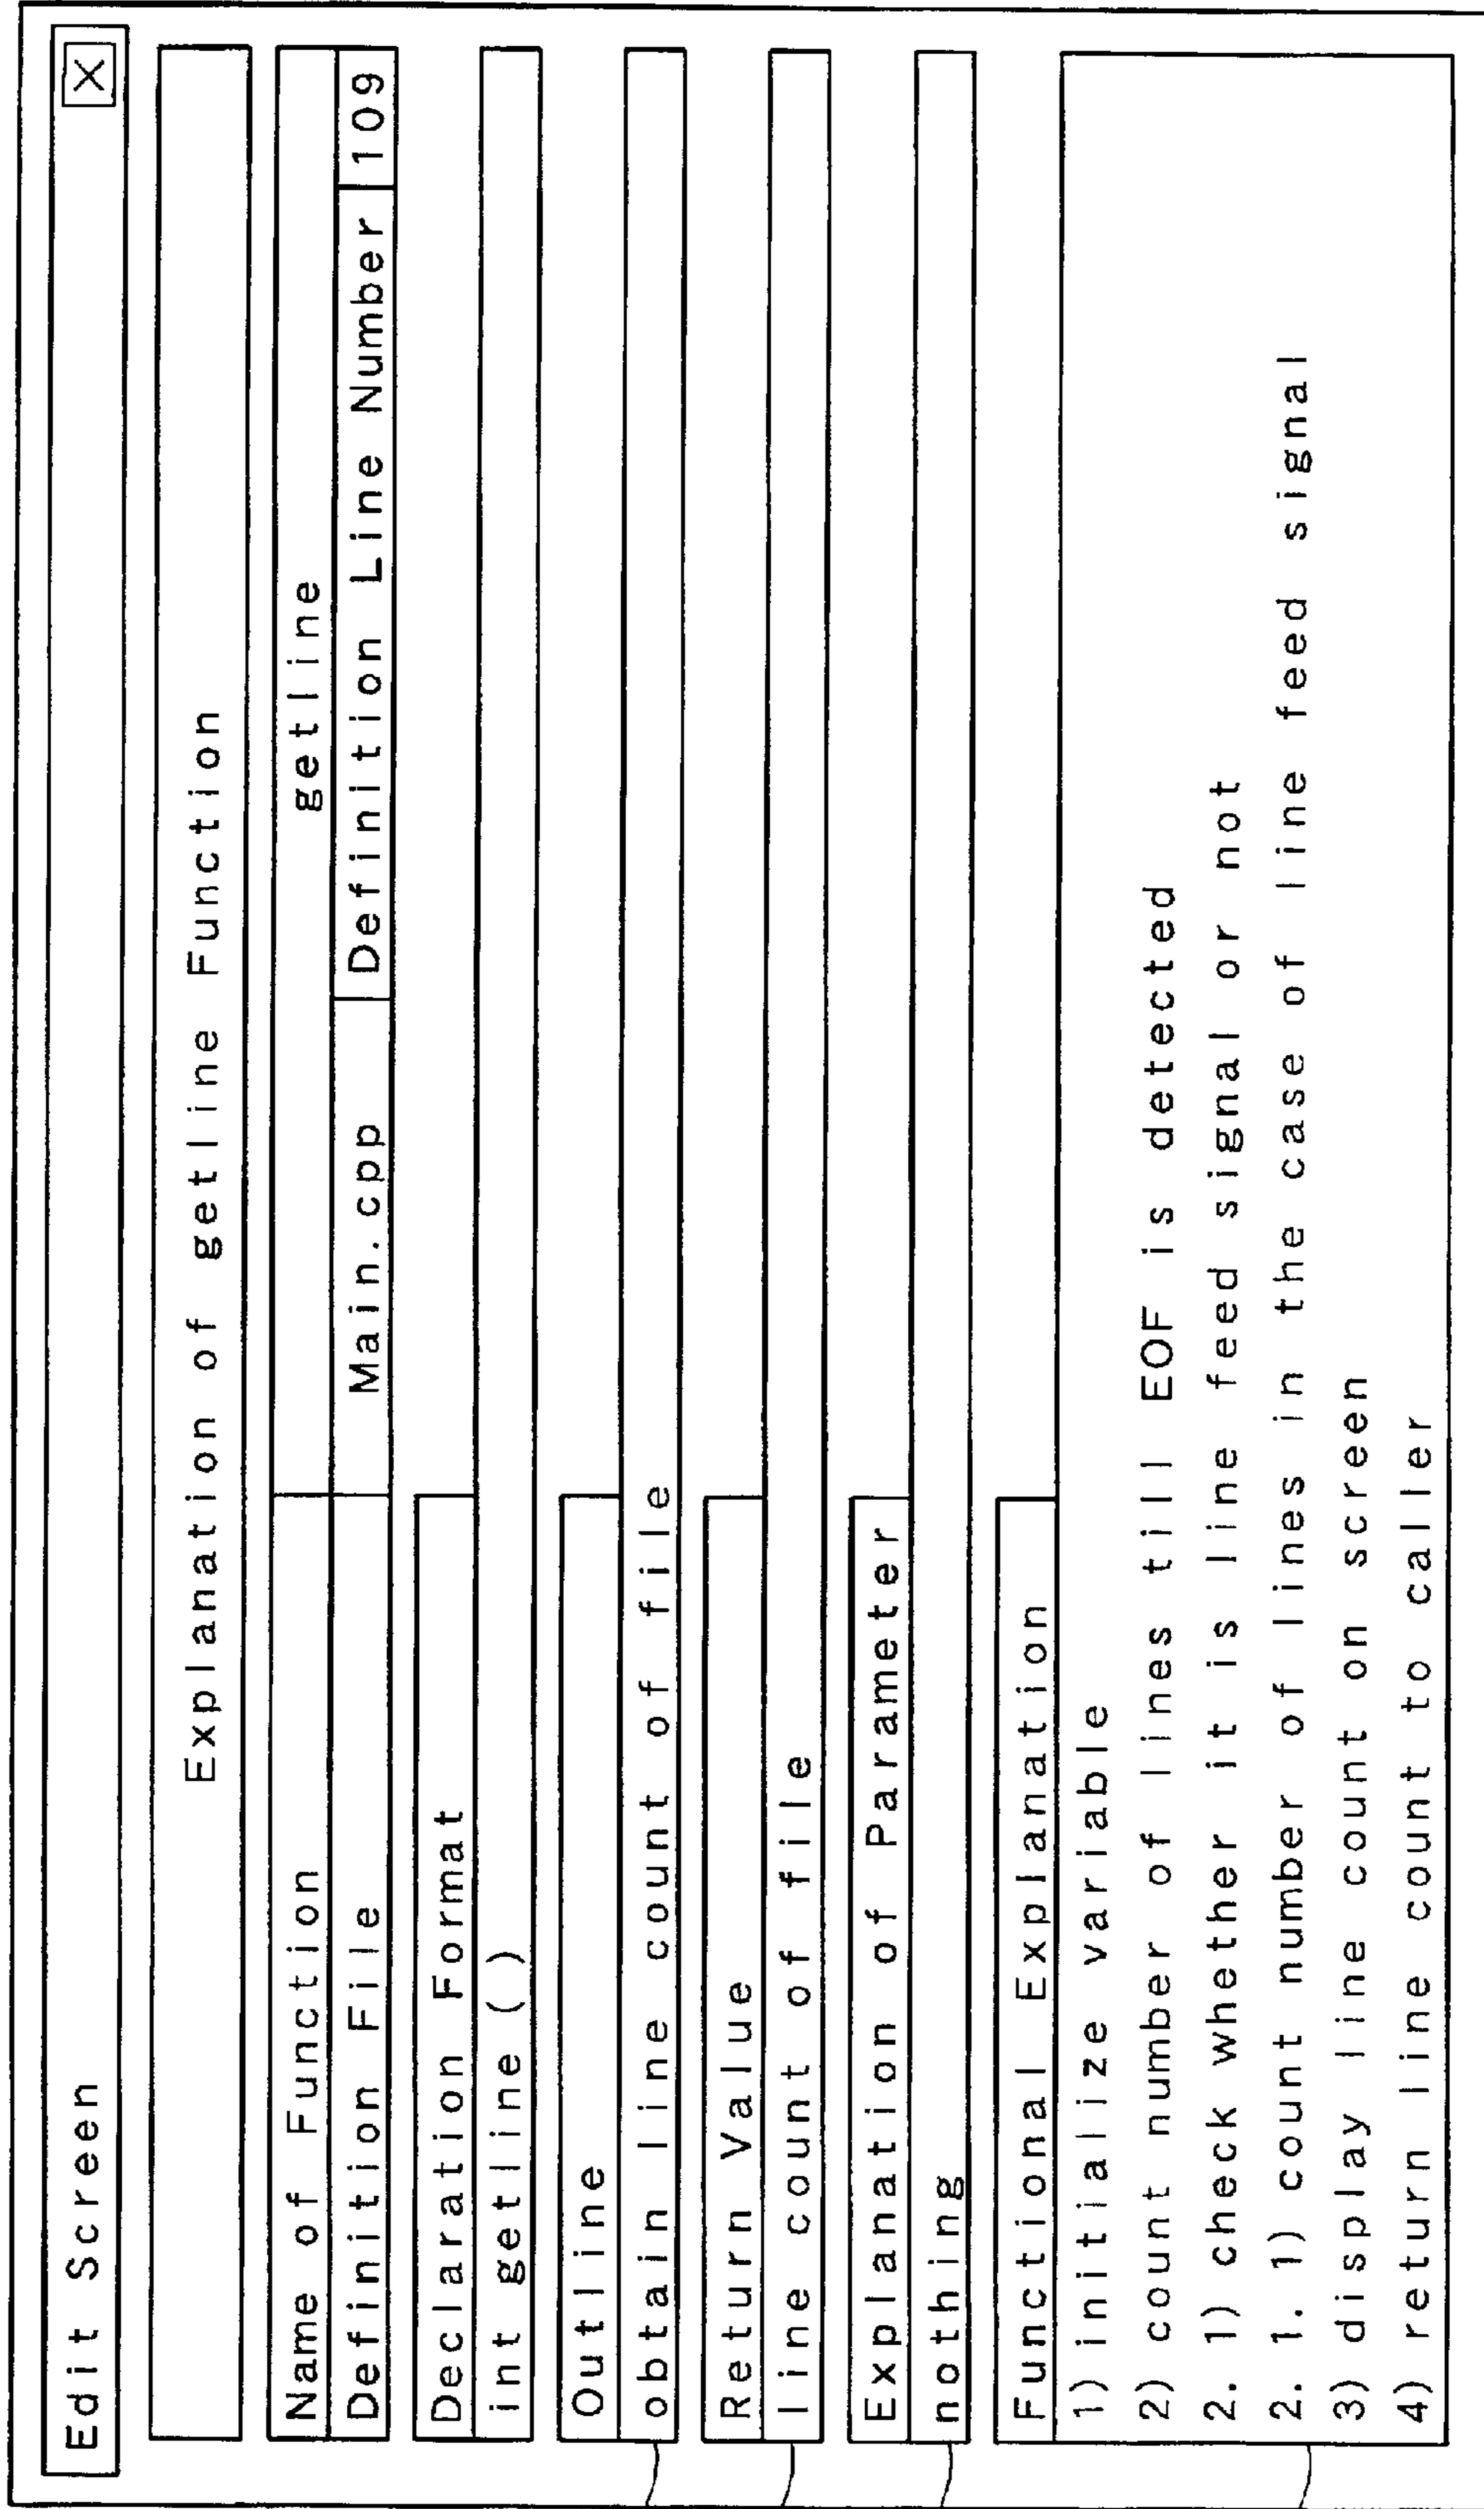 Edit Screen X
Explanation of getline Function
Name of Function getline
Definition File Main.cpp Definition Line Number 109
Declaration Format
int getline ()
Outline
obtain line count of file
Return Value
line count of file
Explanation of Parameter
nothing
Functional Explanation
1) initialize variable
2) count number of lines till EOF is detected
2. 1) check whether it is line feed signal or not
2. 1. 1) count number of lines in the case of line feed signal
3) display line count on screen
4) return line count to caller